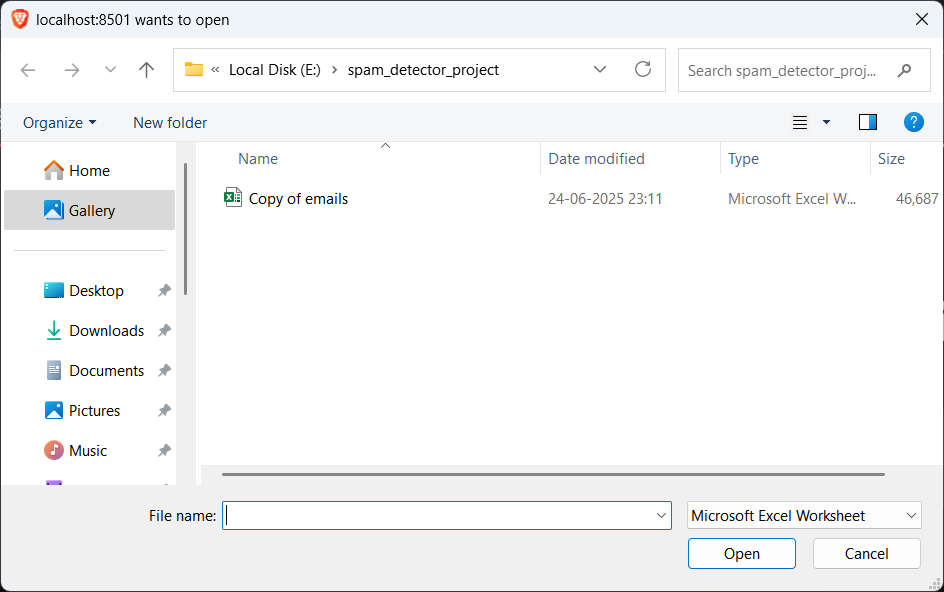 localhost:8501 wants to open
« Local Disk (E:) › spam_detector_project
Search spam_detector_proj...
Organize
New folder
?
Name
Date modified
Type
Size
Home
Gallery
Copy of emails
24-06-2025 23:11
Microsoft Excel W...
46,687
Desktop
Downloads
Documents
Pictures
Music
File name:
Microsoft Excel Worksheet
Open
Cancel